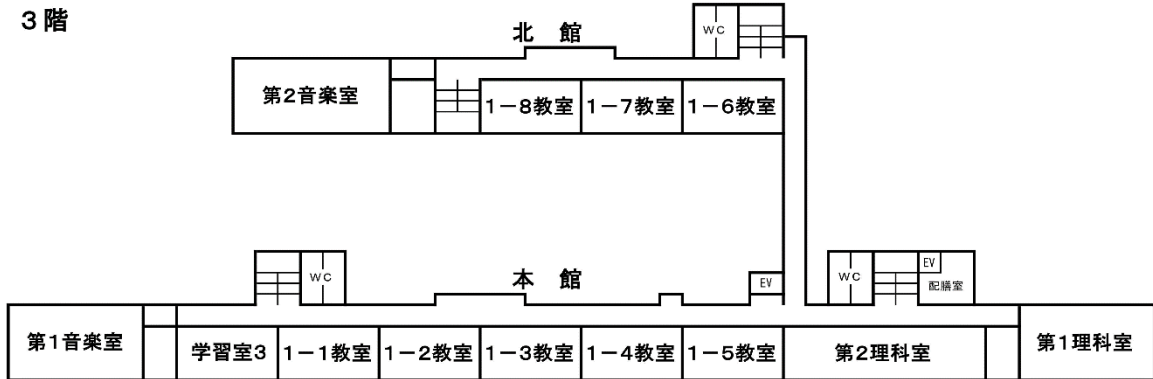 3階
北 館
WC
第2音楽室
1-8教室
1-7教室
1-6教室
本 館
WC
EV
WC
EV
配膳室
第1音楽室
学習室3
1-1教室
1-2教室
1-3教室
1-4教室
1-5教室
第2理科室
第1理科室